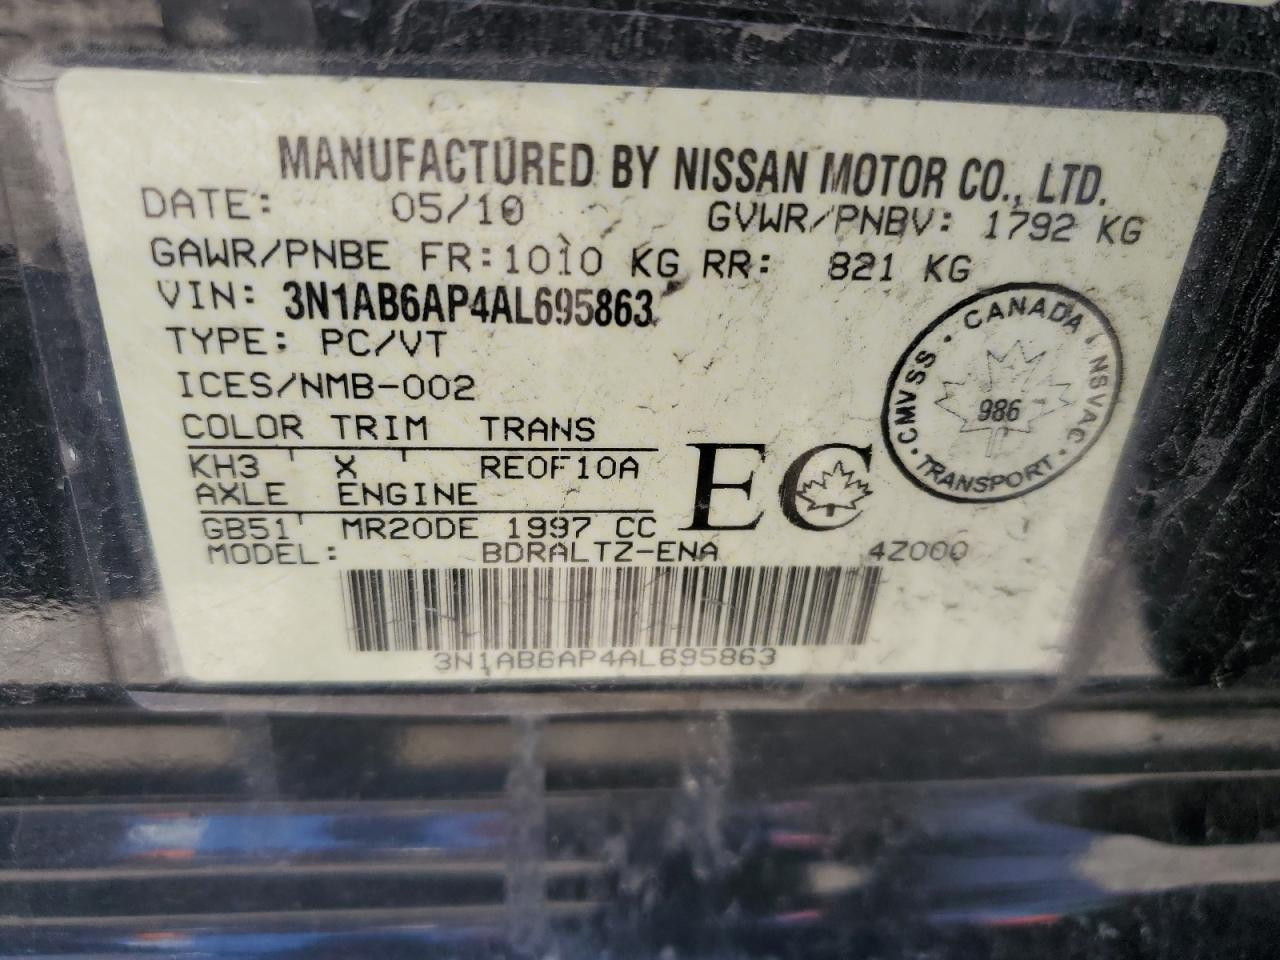 MANUFACTURED BY NISSAN MOTOR CO., LTD.
DATE: 05/10 GVWR/PNBV: 1792 KG
GAWR/PNBE FR:1010 KG RR: 821 KG
VIN: 3N1AB6AP4AL695863
TYPE: PC/VT
ICES/NMB-002
COLOR TRIM TRANS
KH3 X RE0F10A
AXLE ENGINE
GB51 MR20DE 1997 CC
MODEL: BDRALTZ-ENA 4Z000
3N1AB6AP4AL695863
EC
CANADA · NSVAC · TRANSPORT · CMVSS ·
986